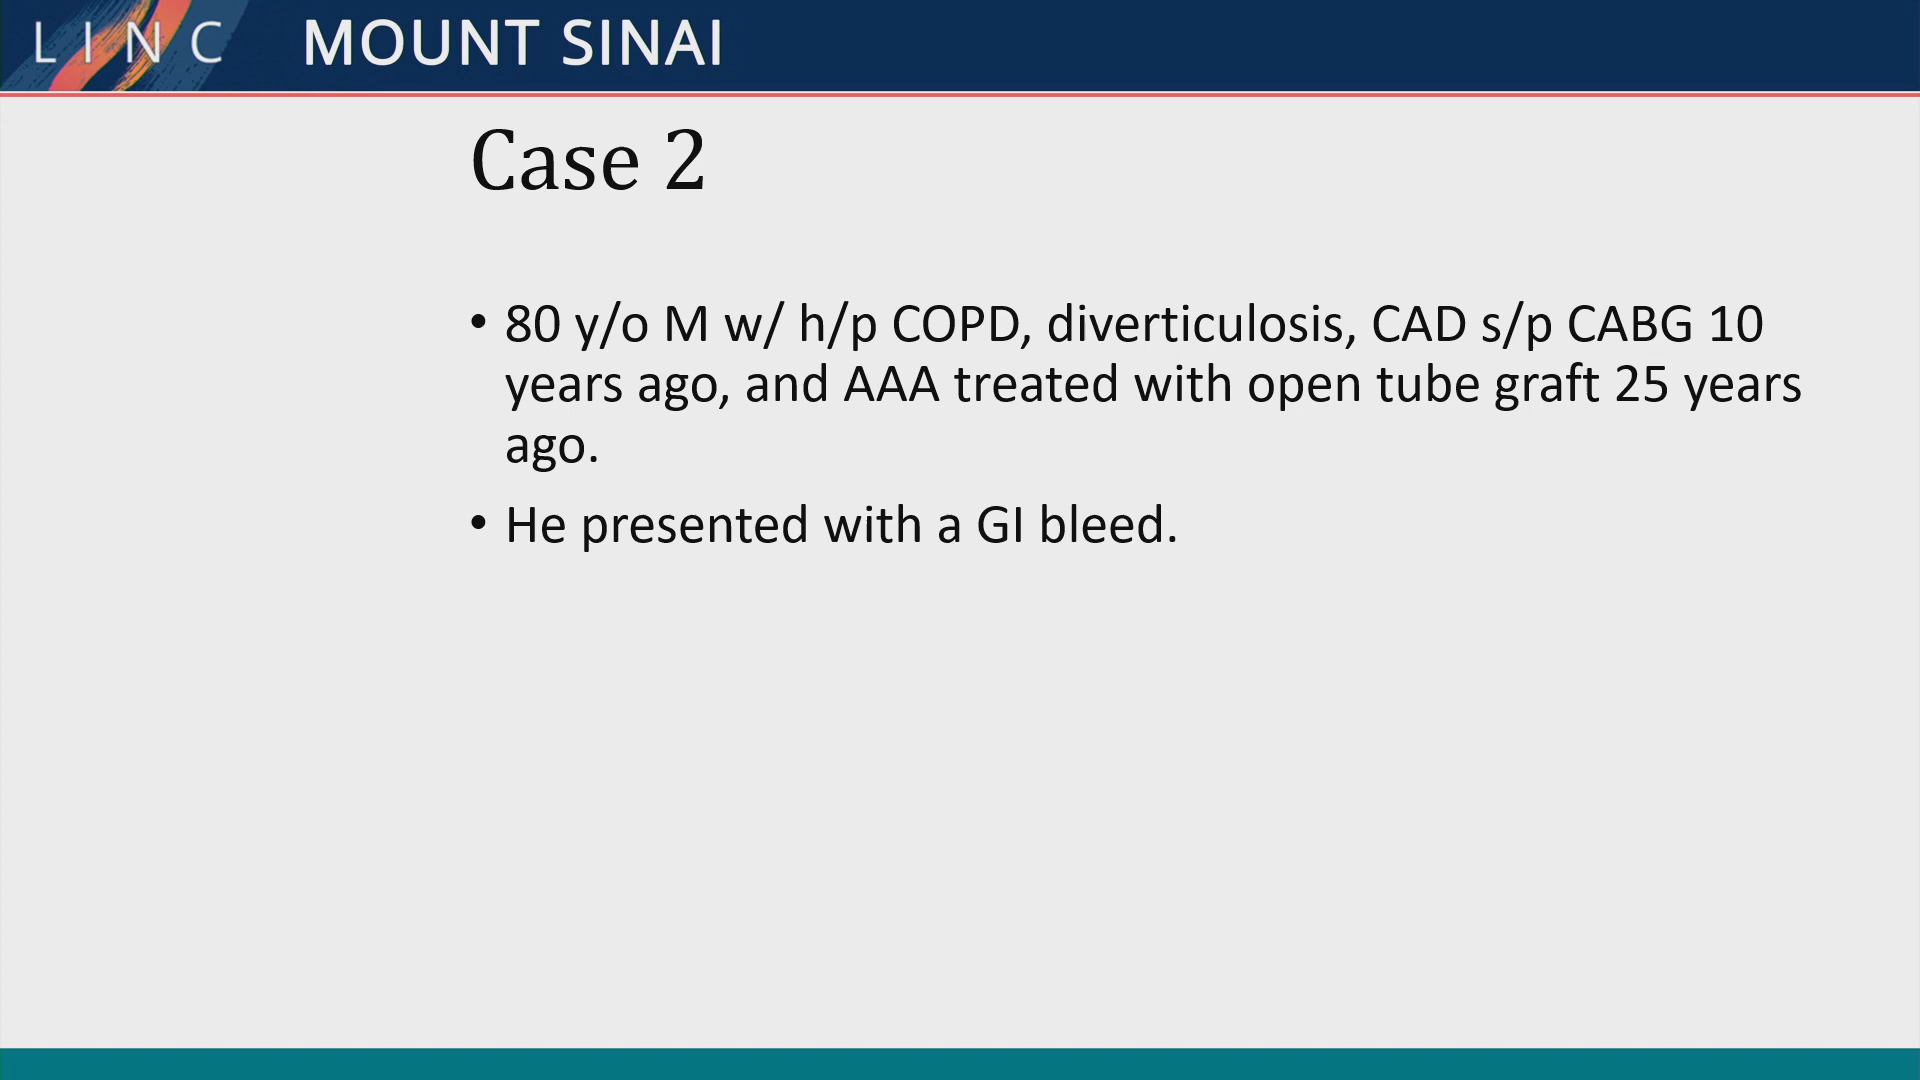 LINC MOUNT SINAI
Case 2
• 80 y/o M w/ h/p COPD, diverticulosis, CAD s/p CABG 10
years ago, and AAA treated with open tube graft 25 years
ago.
• He presented with a GI bleed.